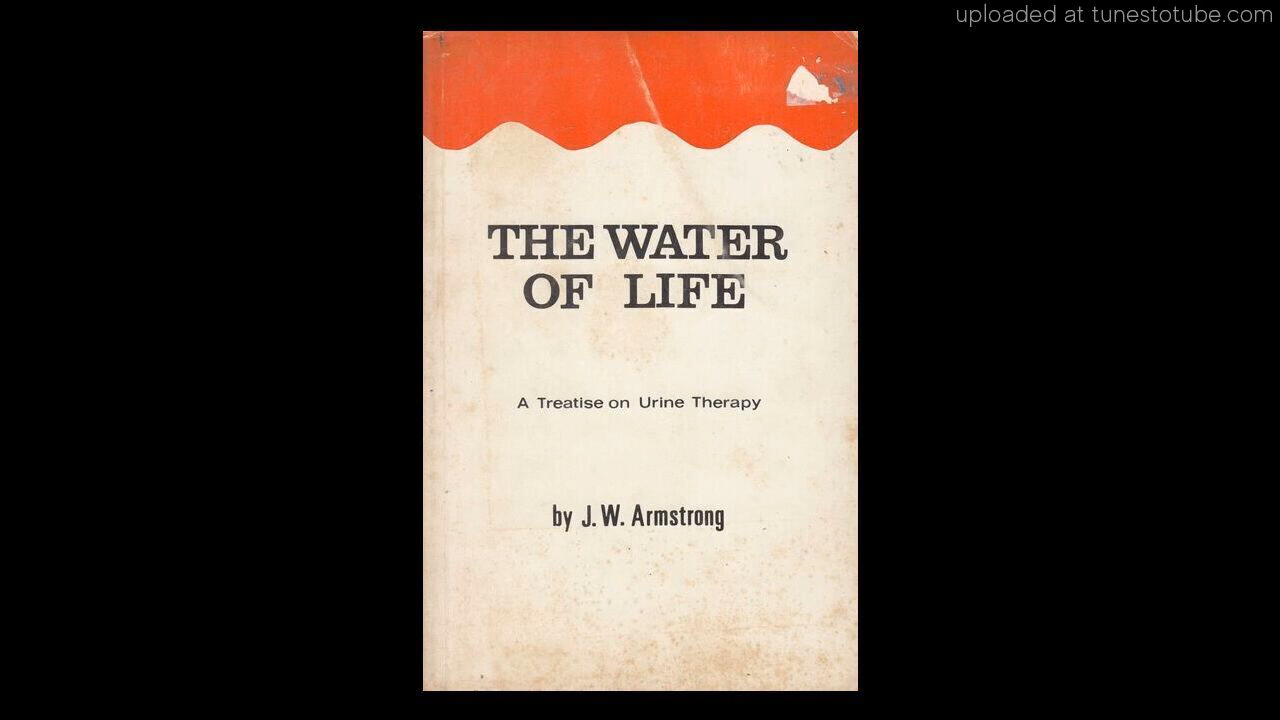 uploaded at tunestotube.com
THE WATER
OF LIFE
A Treatise on Urine Therapy
by J. W. Armstrong